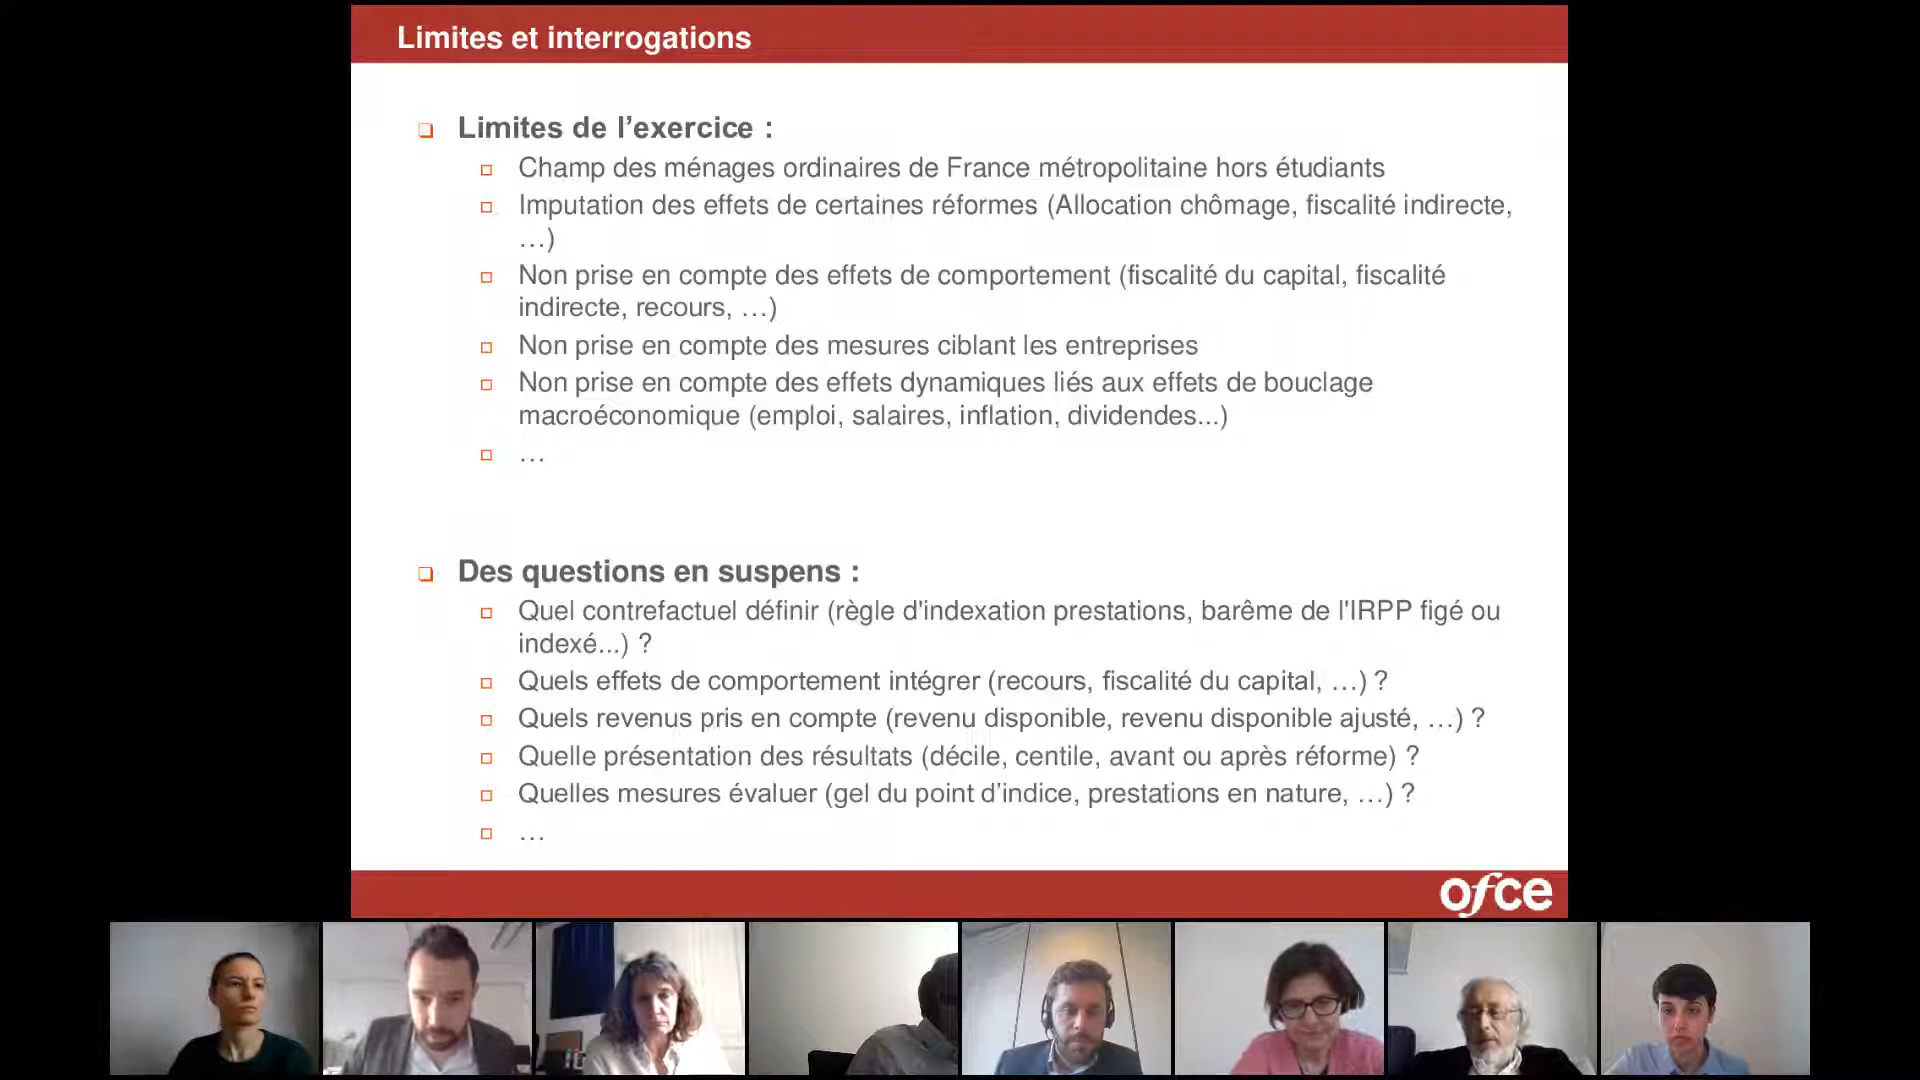 Limites et interrogations
Limites de l’exercice :
Champ des ménages ordinaires de France métropolitaine hors étudiants
Imputation des effets de certaines réformes (Allocation chômage, fiscalité indirecte,
…)
Non prise en compte des effets de comportement (fiscalité du capital, fiscalité
indirecte, recours, …)
Non prise en compte des mesures ciblant les entreprises
Non prise en compte des effets dynamiques liés aux effets de bouclage
macroéconomique (emploi, salaires, inflation, dividendes...)
…
Des questions en suspens :
Quel contrefactuel définir (règle d'indexation prestations, barême de l'IRPP figé ou
indexé...) ?
Quels effets de comportement intégrer (recours, fiscalité du capital, …) ?
Quels revenus pris en compte (revenu disponible, revenu disponible ajusté, …) ?
Quelle présentation des résultats (décile, centile, avant ou après réforme) ?
Quelles mesures évaluer (gel du point d’indice, prestations en nature, …) ?
…
ofce